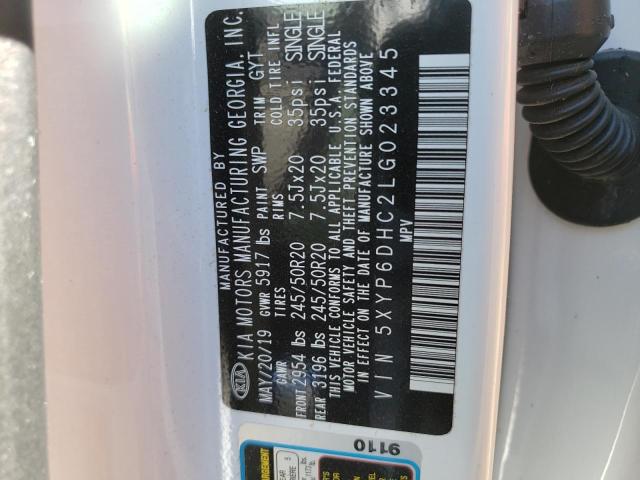 MANUFACTURED BY
KIA KIA MOTORS MANUFACTURING GEORGIA, INC.
MAY/20/19 GVWR 5917 lbs PAINT SWP TRIM GYT
GAWR TIRES RIMS COLD TIRE INFL
FRONT 2954 lbs 245/50R20 7.5Jx20 35psi SINGLE
REAR 3196 lbs 245/50R20 7.5Jx20 35psi SINGLE
THIS VEHICLE CONFORMS TO ALL APPLICABLE U.S.A. FEDERAL
MOTOR VEHICLE SAFETY AND THEFT PREVENTION STANDARDS
IN EFFECT ON THE DATE OF MANUFACTURE SHOWN ABOVE
VIN 5XYP6DHC2LG023345
MPV
9110